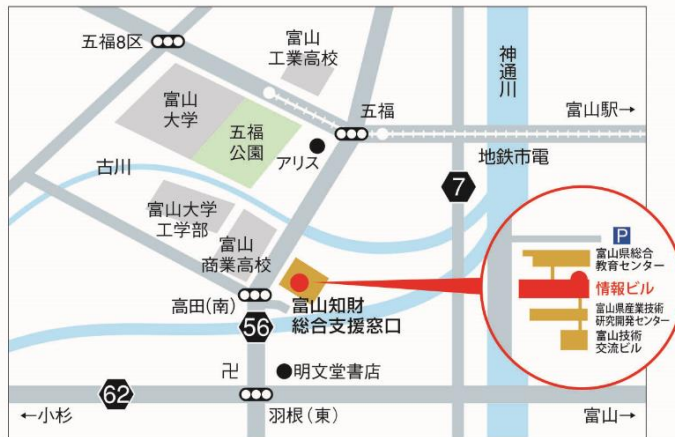 五福8区
富山
工業高校
神通川
富山
大学
五福
公園
五福
富山駅→
アリス
古川
地鉄市電
7
富山大学
工学部
富山
商業高校
P
富山県総合
教育センター
情報ビル
富山県産業技術
研究開発センター
富山技術
交流ビル
高田(南)
富山知財
総合支援窓口
56
卍
明文堂書店
62
←小杉
羽根(東)
富山→